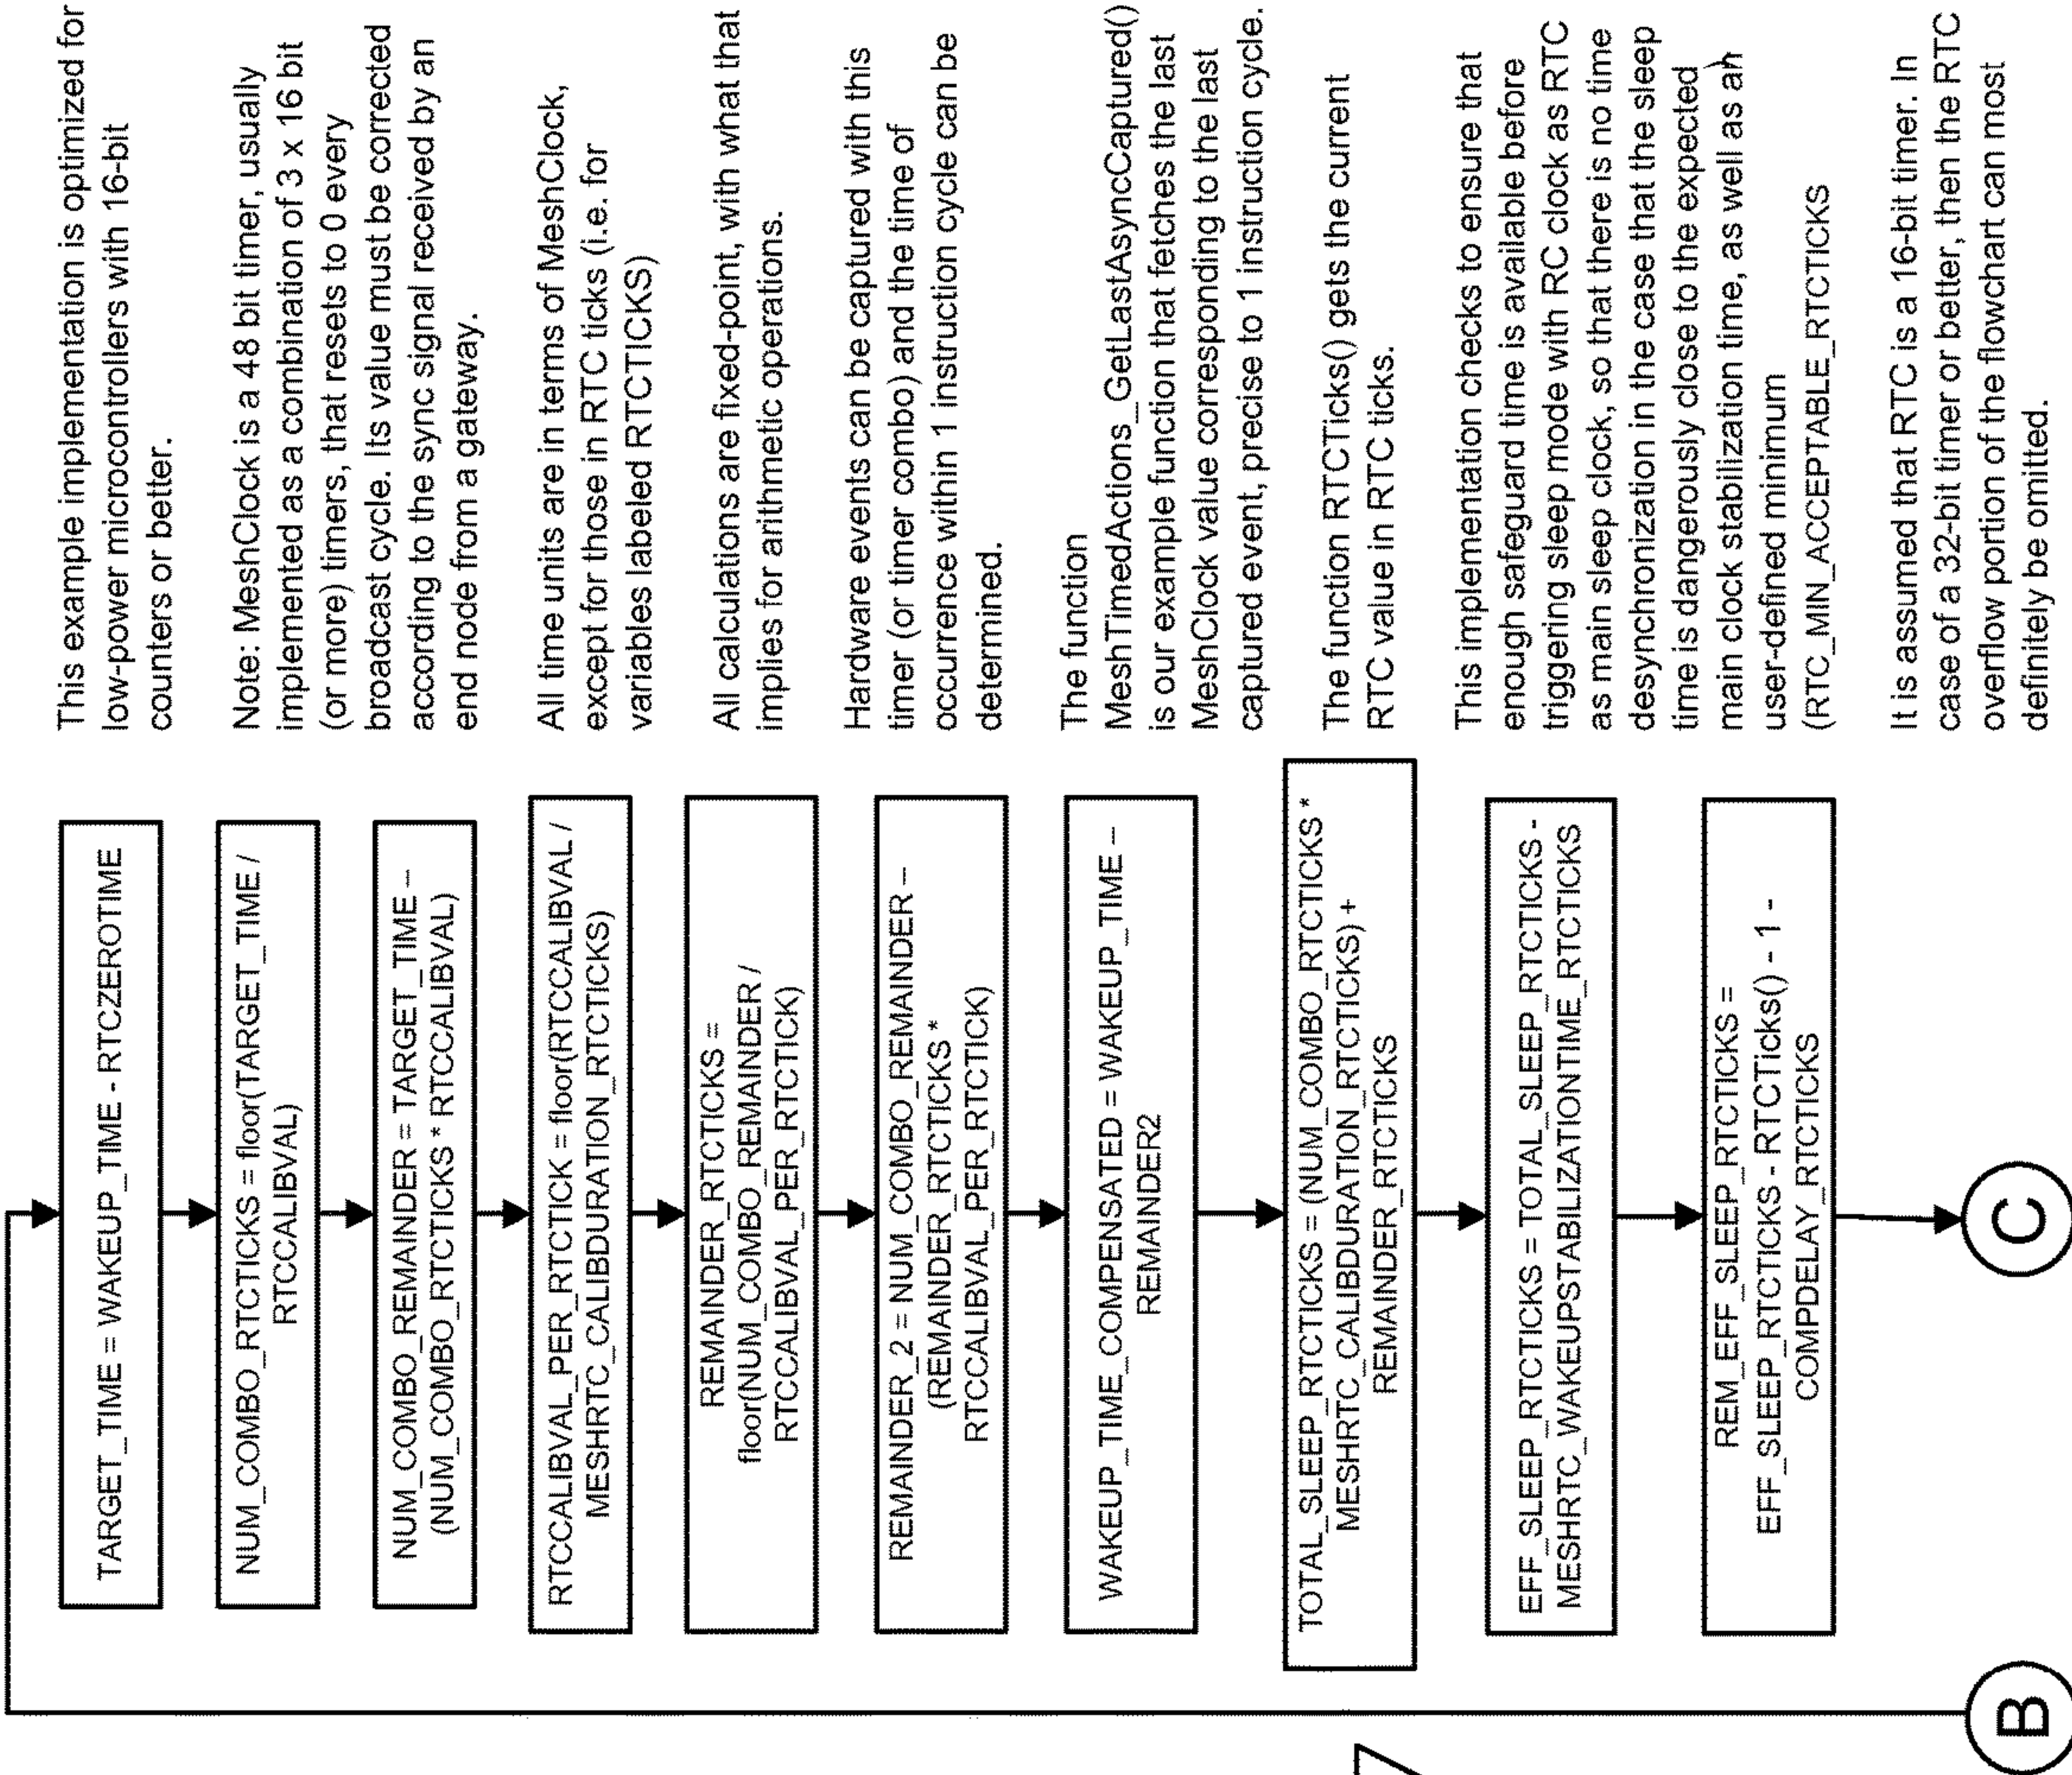 B
TARGET_TIME = WAKEUP_TIME - RTCZEROTIME
NUM_COMBO_RTCTICKS = floor(TARGET_TIME /
RTCCALIBVAL)
NUM_COMBO_REMAINDER = TARGET_TIME –
(NUM_COMBO_RTCTICKS * RTCCALIBVAL)
RTCCALIBVAL_PER_RTCTICK = floor(RTCCALIBVAL /
MESHRTC_CALIBDURATION_RTCTICKS)
REMAINDER_RTCTICKS =
floor(NUM_COMBO_REMAINDER /
RTCCALIBVAL_PER_RTCTICK)
REMAINDER_2 = NUM_COMBO_REMAINDER –
(REMAINDER_RTCTICKS *
RTCCALIBVAL_PER_RTCTICK)
WAKEUP_TIME_COMPENSATED = WAKEUP_TIME –
REMAINDER2
TOTAL_SLEEP_RTCTICKS = (NUM_COMBO_RTCTICKS *
MESHRTC_CALIBDURATION_RTCTICKS) +
REMAINDER_RTCTICKS
EFF_SLEEP_RTCTICKS = TOTAL_SLEEP_RTCTICKS -
MESHRTC_WAKEUPSTABILIZATIONTIME_RTCTICKS
REM_EFF_SLEEP_RTCTICKS =
EFF_SLEEP_RTCTICKS - RTCTicks() - 1 -
COMPDELAY_RTCTICKS
C
This example implementation is optimized for
low-power microcontrollers with 16-bit
counters or better.
Note: MeshClock is a 48 bit timer, usually
implemented as a combination of 3 x 16 bit
(or more) timers, that resets to 0 every
broadcast cycle. Its value must be corrected
according to the sync signal received by an
end node from a gateway.
All time units are in terms of MeshClock,
except for those in RTC ticks (i.e. for
variables labeled RTCTICKS)
All calculations are fixed-point, with what that
implies for arithmetic operations.
Hardware events can be captured with this
timer (or timer combo) and the time of
occurrence within 1 instruction cycle can be
determined.
The function
MeshTimedActions_GetLastAsyncCaptured()
is our example function that fetches the last
MeshClock value corresponding to the last
captured event, precise to 1 instruction cycle.
The function RTCTicks() gets the current
RTC value in RTC ticks.
This implementation checks to ensure that
enough safeguard time is available before
triggering sleep mode with RC clock as RTC
as main sleep clock, so that there is no time
desynchronization in the case that the sleep
time is dangerously close to the expected
main clock stabilization time, as well as an
user-defined minimum
(RTC_MIN_ACCEPTABLE_RTCTICKS
It is assumed that RTC is a 16-bit timer. In
case of a 32-bit timer or better, then the RTC
overflow portion of the flowchart can most
definitely be omitted.
7